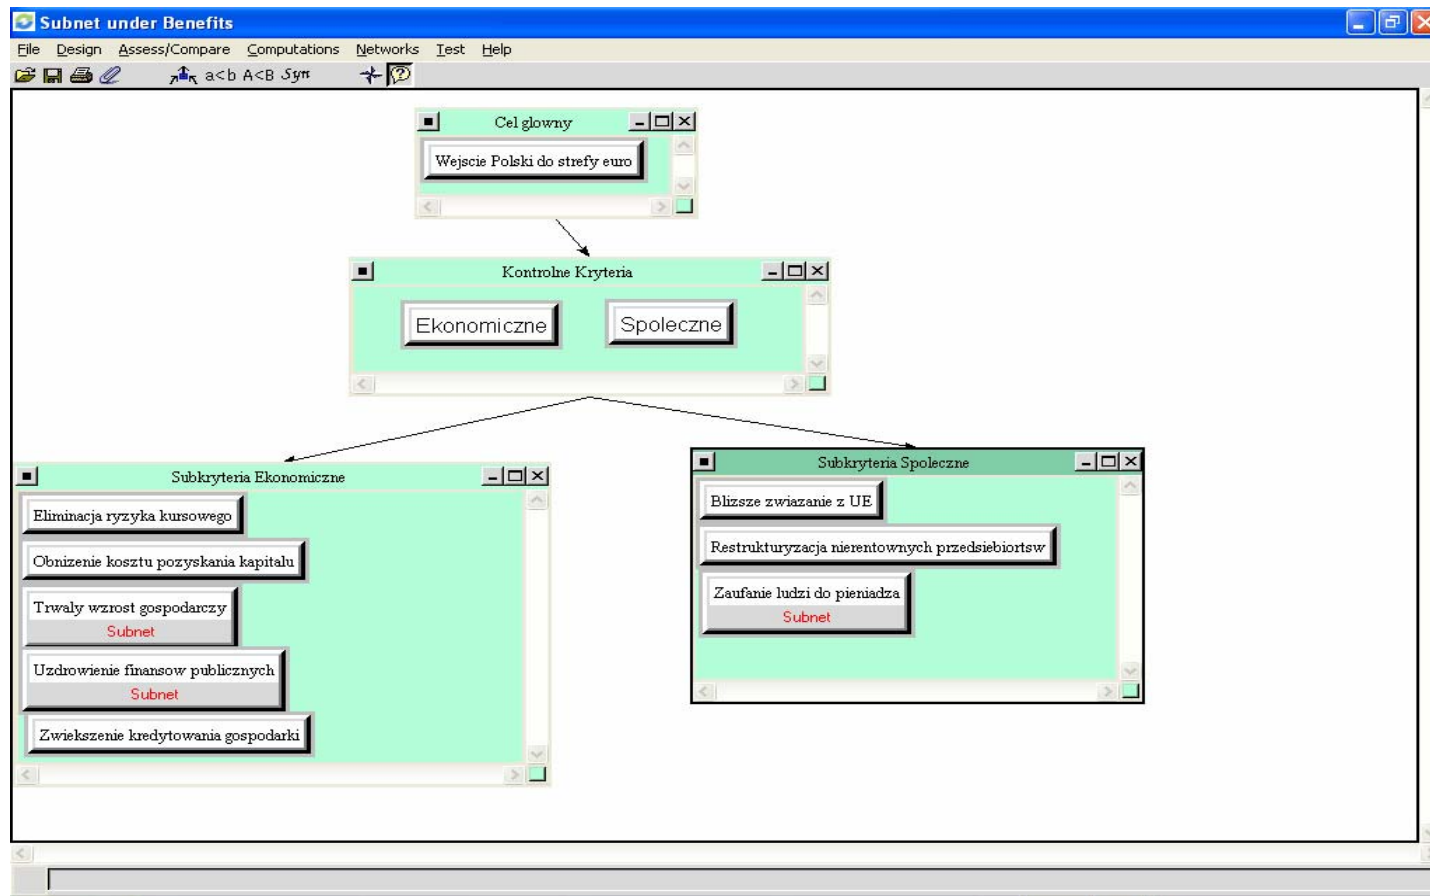 Subnet under Benefits
File Design Assess/Compare Computations Networks Test Help
a<b A<B Syn
Cel glowny
Wejscie Polski do strefy euro
Kontrolne Kryteria
Ekonomiczne Spoleczne
Subkryteria Ekonomiczne
Eliminacja ryzyka kursowego
Obnizenie kosztu pozyskania kapitalu
Trwaly wzrost gospodarczy
Subnet
Uzdrowienie finansow publicznych
Subnet
Zwiekszenie kredytowania gospodarki
Subkryteria Spoleczne
Blizsze zwiazanie z UE
Restrukturyzacja nierentownych przedsiebiortsw
Zaufanie ludzi do pieniadza
Subnet